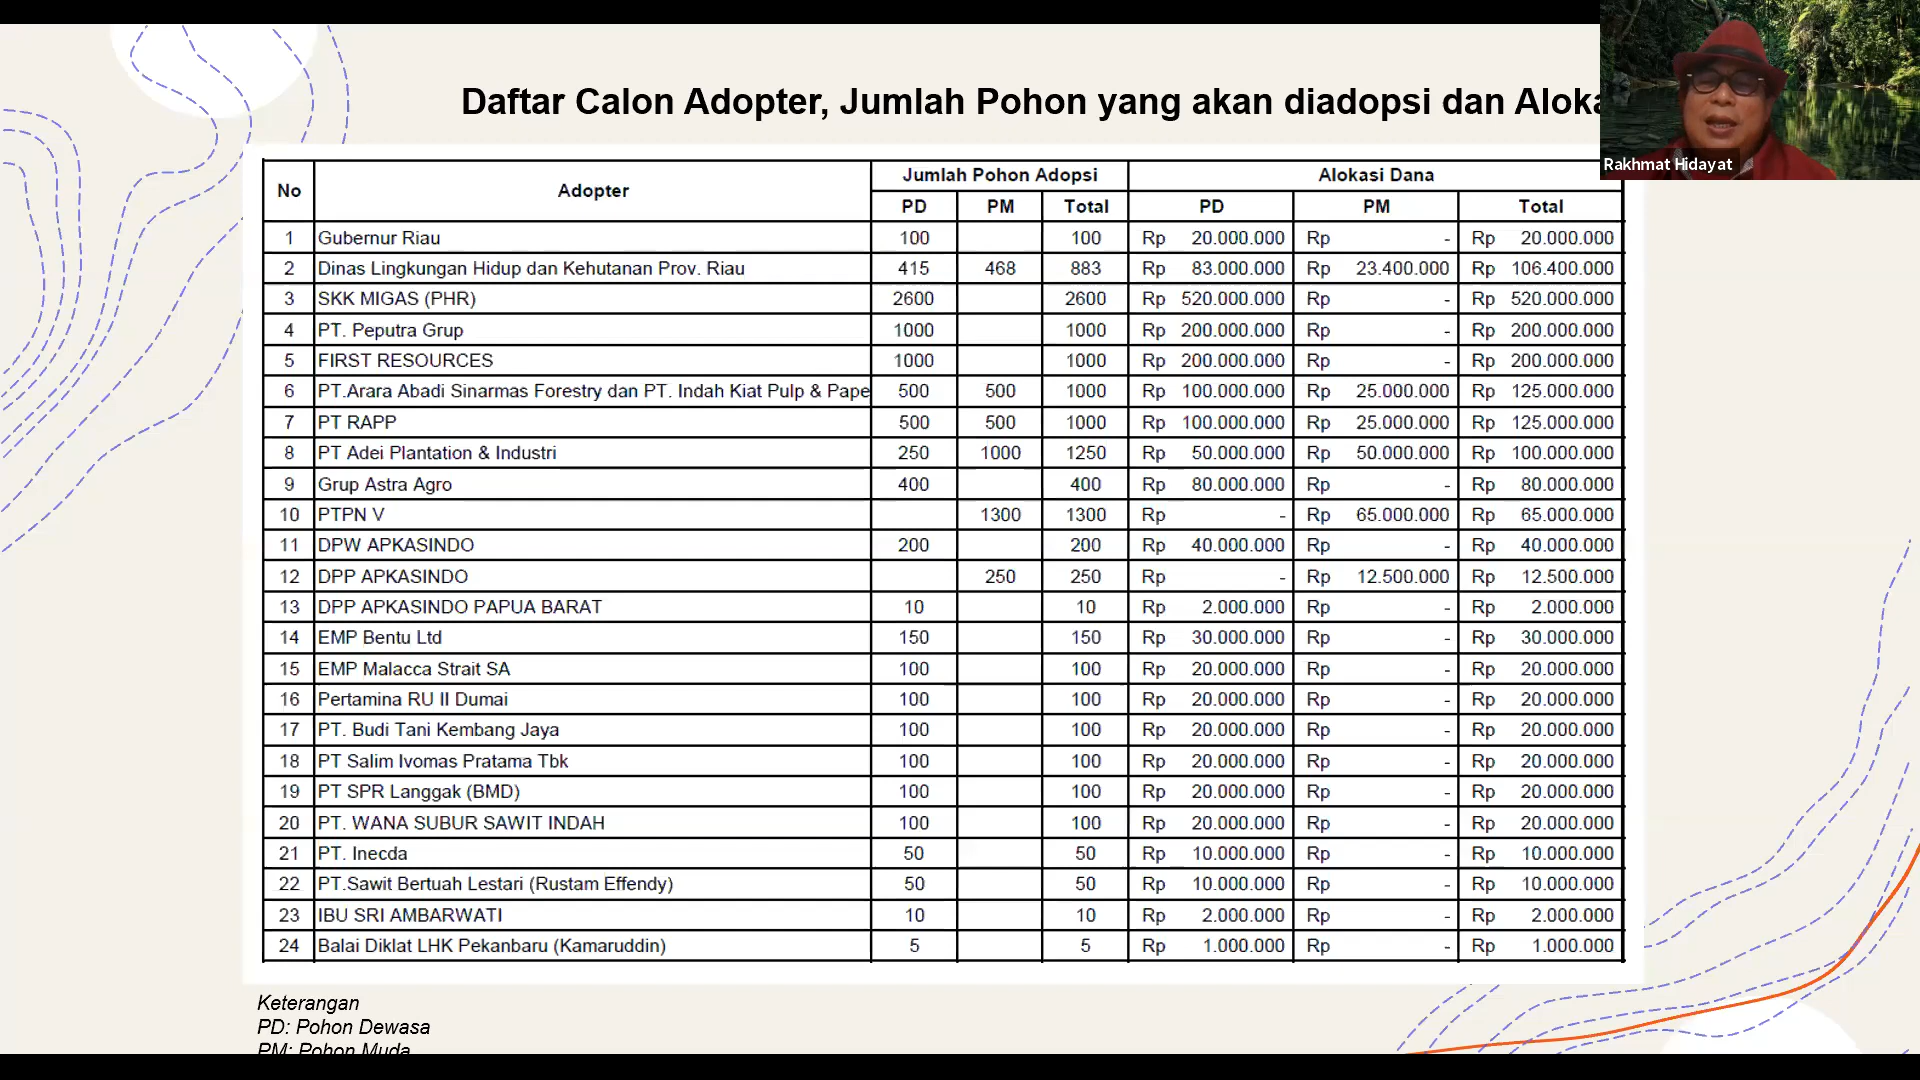 Daftar Calon Adopter, Jumlah Pohon yang akan diadopsi dan
Rakhmat Hidayat
No Adopter Jumlah Pohon Adopsi Alokasi Dana
PD PM Total PD PM Total
1 Gubernur Riau 100 100 Rp 20.000.000 Rp - Rp 20.000.000
2 Dinas Lingkungan Hidup dan Kehutanan Prov. Riau 415 468 883 Rp 83.000.000 Rp 23.400.000 Rp 106.400.000
3 SKK MIGAS (PHR) 2600 2600 Rp 520.000.000 Rp - Rp 520.000.000
4 PT. Peputra Grup 1000 1000 Rp 200.000.000 Rp - Rp 200.000.000
5 FIRST RESOURCES 1000 1000 Rp 200.000.000 Rp - Rp 200.000.000
6 PT.Arara Abadi Sinarmas Forestry dan PT. Indah Kiat Pulp & Pape 500 500 1000 Rp 100.000.000 Rp 25.000.000 Rp 125.000.000
7 PT RAPP 500 500 1000 Rp 100.000.000 Rp 25.000.000 Rp 125.000.000
8 PT Adei Plantation & Industri 250 1000 1250 Rp 50.000.000 Rp 50.000.000 Rp 100.000.000
9 Grup Astra Agro 400 400 Rp 80.000.000 Rp - Rp 80.000.000
10 PTPN V 1300 1300 Rp - Rp 65.000.000 Rp 65.000.000
11 DPW APKASINDO 200 200 Rp 40.000.000 Rp - Rp 40.000.000
12 DPP APKASINDO 250 250 Rp - Rp 12.500.000 Rp 12.500.000
13 DPP APKASINDO PAPUA BARAT 10 10 Rp 2.000.000 Rp - Rp 2.000.000
14 EMP Bentu Ltd 150 150 Rp 30.000.000 Rp - Rp 30.000.000
15 EMP Malacca Strait SA 100 100 Rp 20.000.000 Rp - Rp 20.000.000
16 Pertamina RU II Dumai 100 100 Rp 20.000.000 Rp - Rp 20.000.000
17 PT. Budi Tani Kembang Jaya 100 100 Rp 20.000.000 Rp - Rp 20.000.000
18 PT Salim Ivomas Pratama Tbk 100 100 Rp 20.000.000 Rp - Rp 20.000.000
19 PT SPR Langgak (BMD) 100 100 Rp 20.000.000 Rp - Rp 20.000.000
20 PT. WANA SUBUR SAWIT INDAH 100 100 Rp 20.000.000 Rp - Rp 20.000.000
21 PT. Inecda 50 50 Rp 10.000.000 Rp - Rp 10.000.000
22 PT.Sawit Bertuah Lestari (Rustam Effendy) 50 50 Rp 10.000.000 Rp - Rp 10.000.000
23 IBU SRI AMBARWATI 10 10 Rp 2.000.000 Rp - Rp 2.000.000
24 Balai Diklat LHK Pekanbaru (Kamaruddin) 5 5 Rp 1.000.000 Rp - Rp 1.000.000
Keterangan
PD: Pohon Dewasa
PM: Pohon Muda